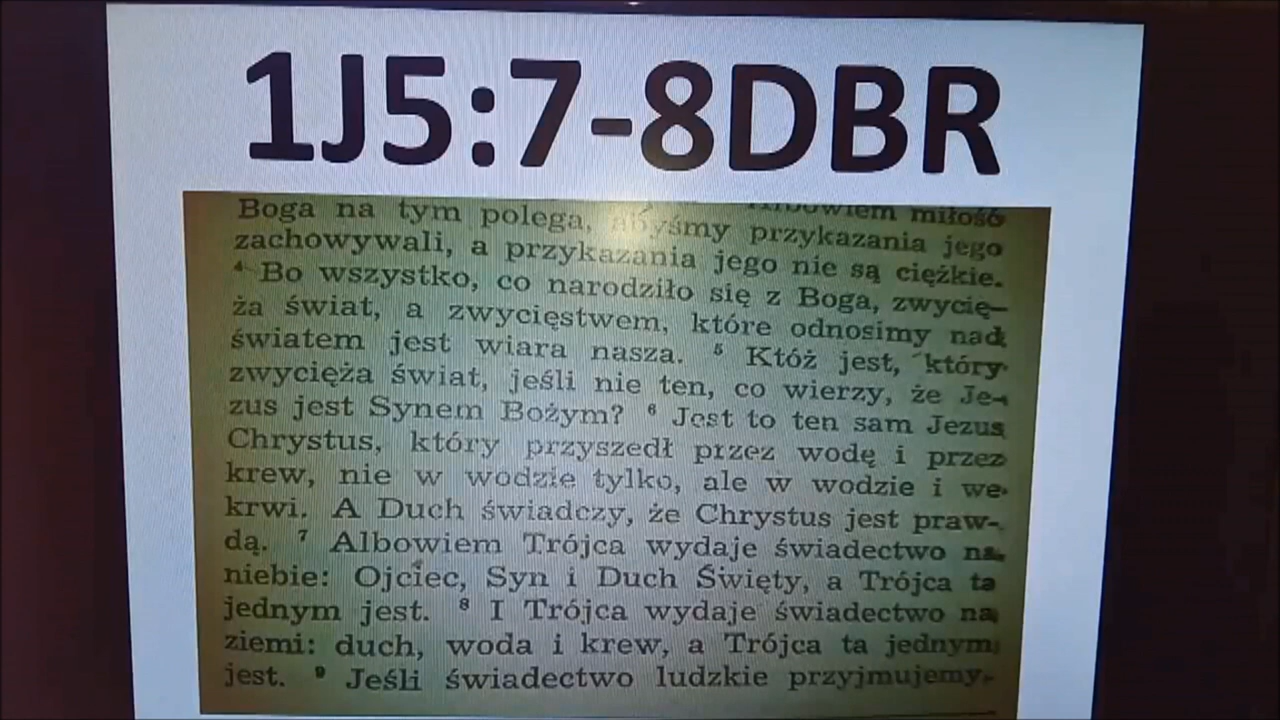 1J5:7-8DBR
Albowiem miłość
Boga na tym polega, abyśmy przykazania jego
zachowywali, a przykazania jego nie są ciężkie.
⁴ Bo wszystko, co narodziło się z Boga, zwycię-
ża świat, a zwycięstwem, które odnosimy nad
światem jest wiara nasza. ⁵ Któż jest, który
zwycięża świat, jeśli nie ten, co wierzy, że Je-
zus jest Synem Bożym? ⁶ Jest to ten sam Jezus
Chrystus, który przyszedł przez wodę i przez
krew, nie w wodzie tylko, ale w wodzie i we
krwi. A Duch świadczy, że Chrystus jest praw-
dą. ⁷ Albowiem Trójca wydaje świadectwo na
niebie: Ojciec, Syn i Duch Święty, a Trójca ta
jednym jest. ⁸ I Trójca wydaje świadectwo na
ziemi: duch, woda i krew, a Trójca ta jednym
jest. ⁹ Jeśli świadectwo ludzkie przyjmujemy,